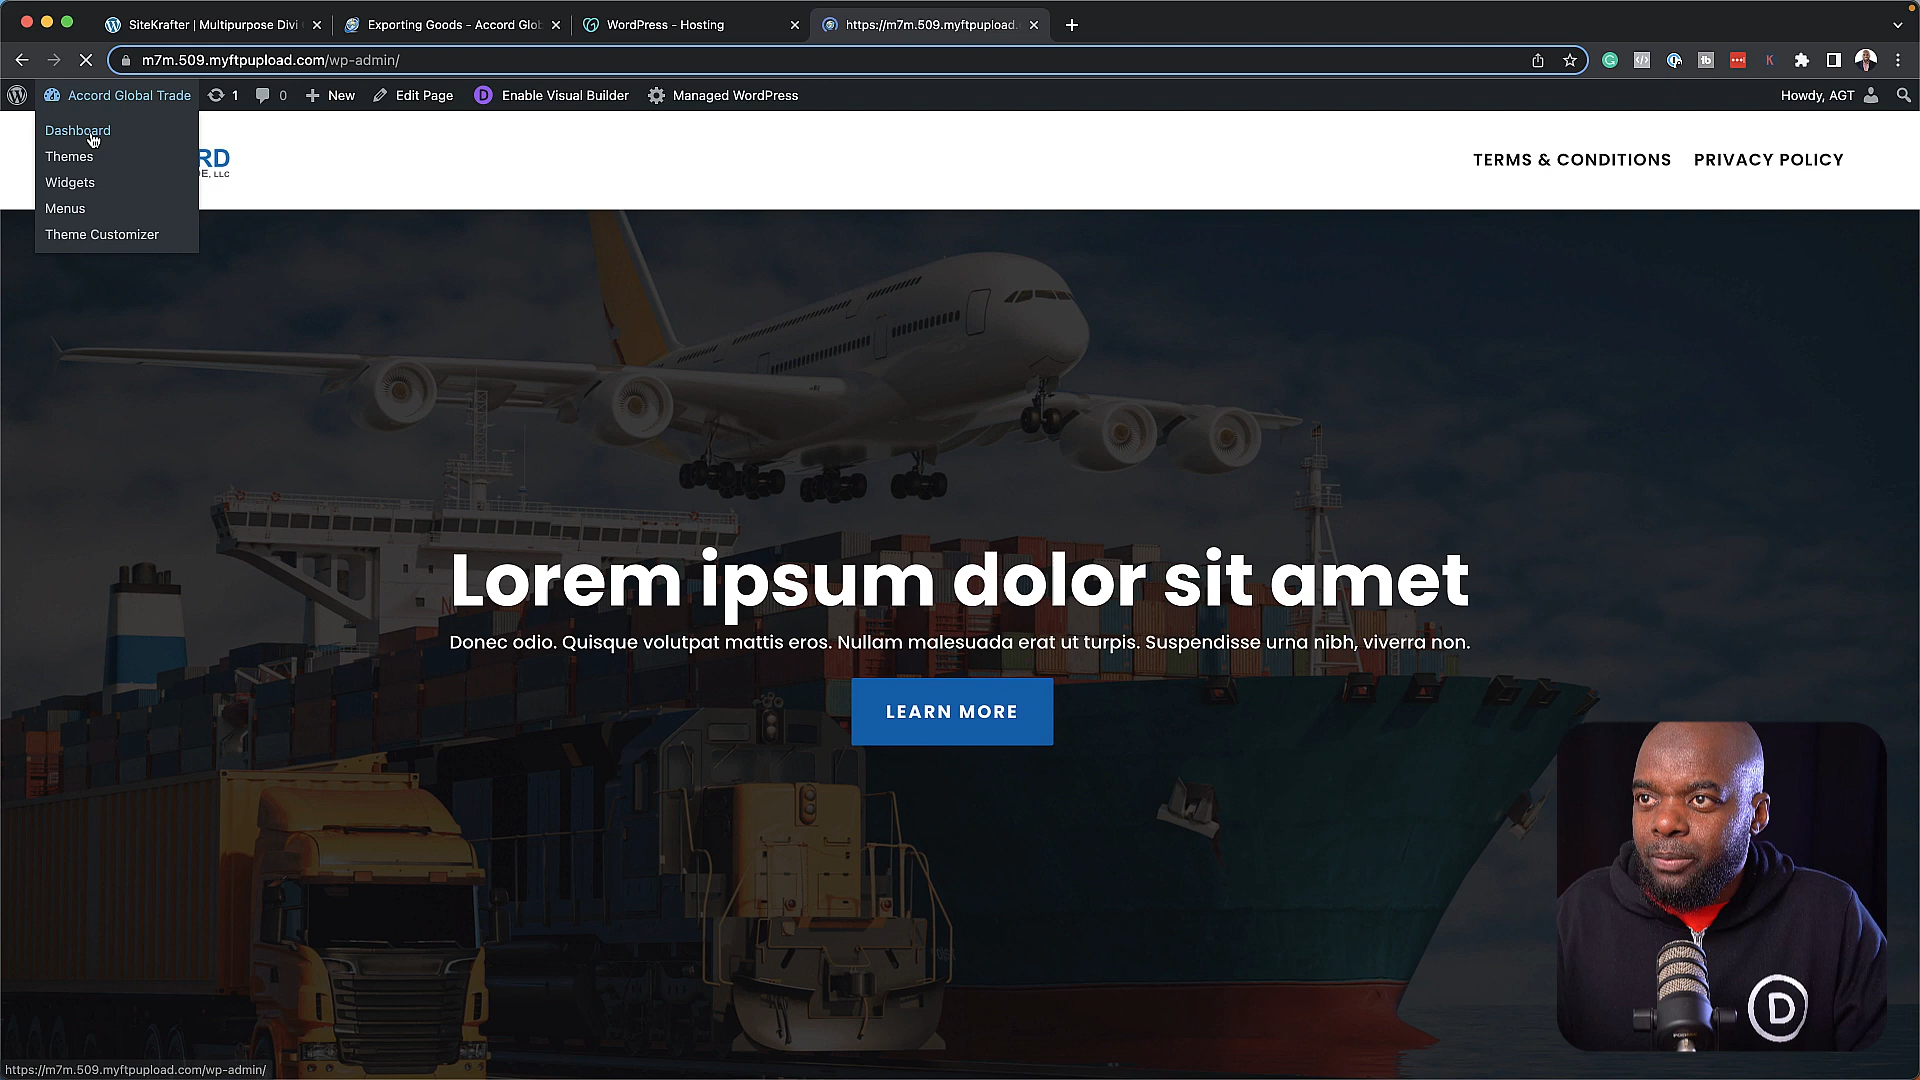 SiteKrafter | Multipurpose Divi
Exporting Goods - Accord Glob
WordPress - Hosting
https://m7m.509.myftpupload.
m7m.509.myftpupload.com/wp-admin/
Accord Global Trade
1
0
New
Edit Page
Enable Visual Builder
Managed WordPress
Howdy, AGT
Dashboard
Themes
Widgets
Menus
Theme Customizer
RD
E, LLC
TERMS & CONDITIONS
PRIVACY POLICY
Lorem ipsum dolor sit amet
Donec odio. Quisque volutpat mattis eros. Nullam malesuada erat ut turpis. Suspendisse urna nibh, viverra non.
LEARN MORE
D
https://m7m.509.myftpupload.com/wp-admin/